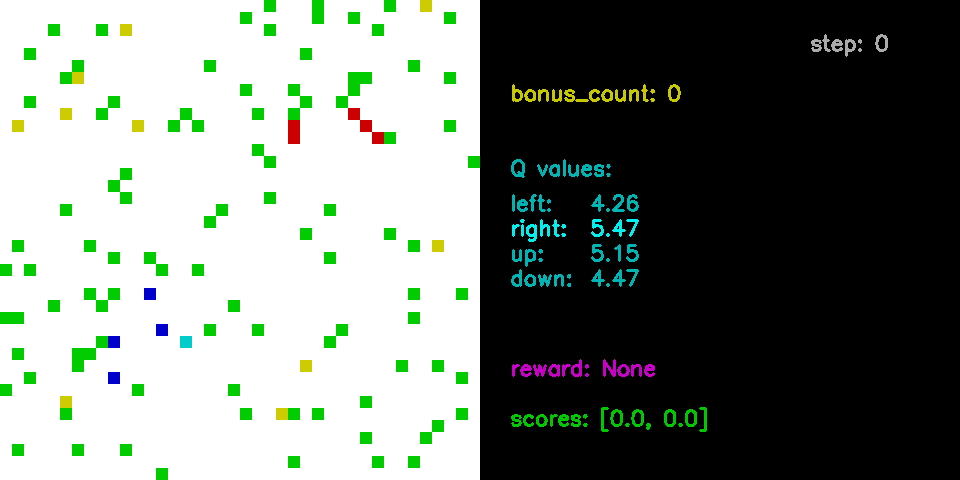 step: 0
bonus_count: 0
Q values:
left: 4.26
right: 5.47
up: 5.15
down: 4.47
reward: None
scores: [0.0, 0.0]